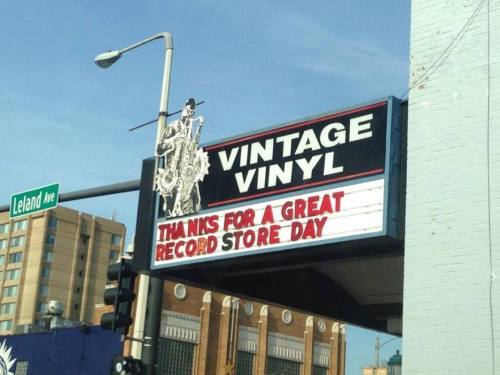 VINTAGE
VINYL
THANKS FOR A GREAT
RECORD STORE DAY
Leland Ave